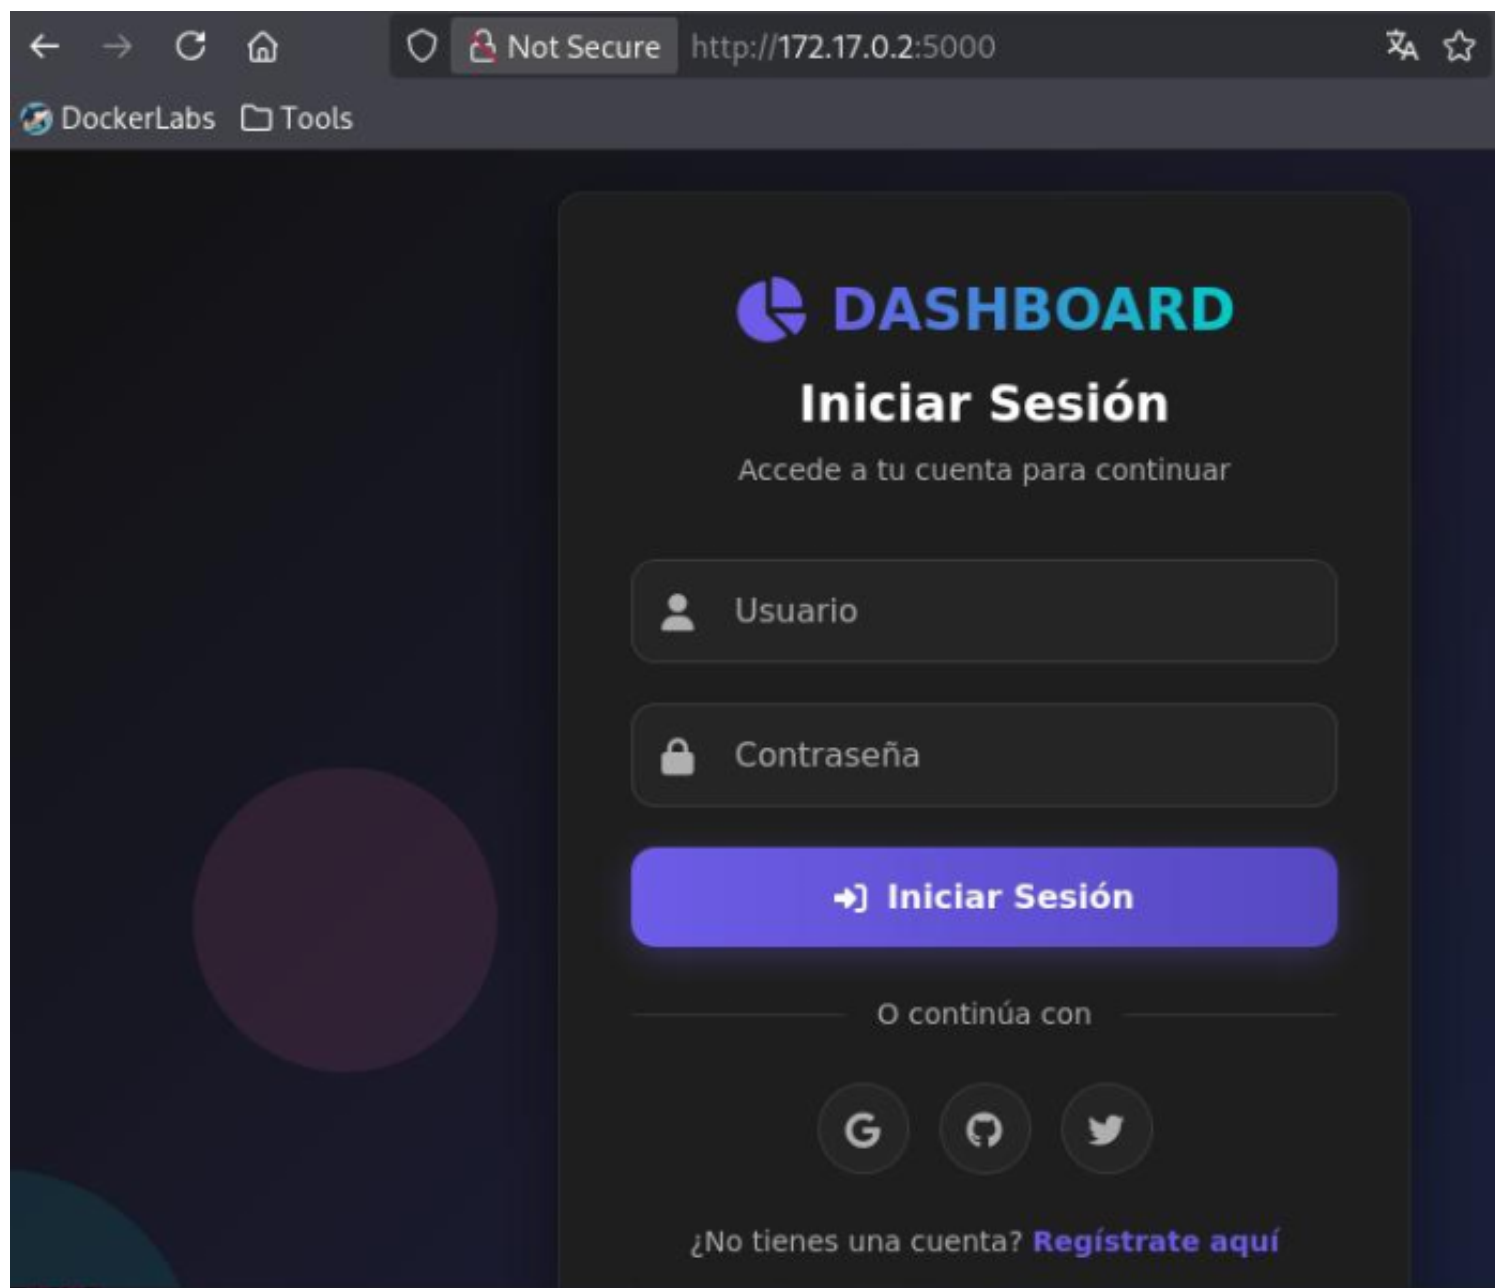 Not Secure http://172.17.0.2:5000
DockerLabs Tools
DASHBOARD
Iniciar Sesión
Accede a tu cuenta para continuar
Usuario
Contraseña
Iniciar Sesión
O continúa con
¿No tienes una cuenta? Regístrate aquí